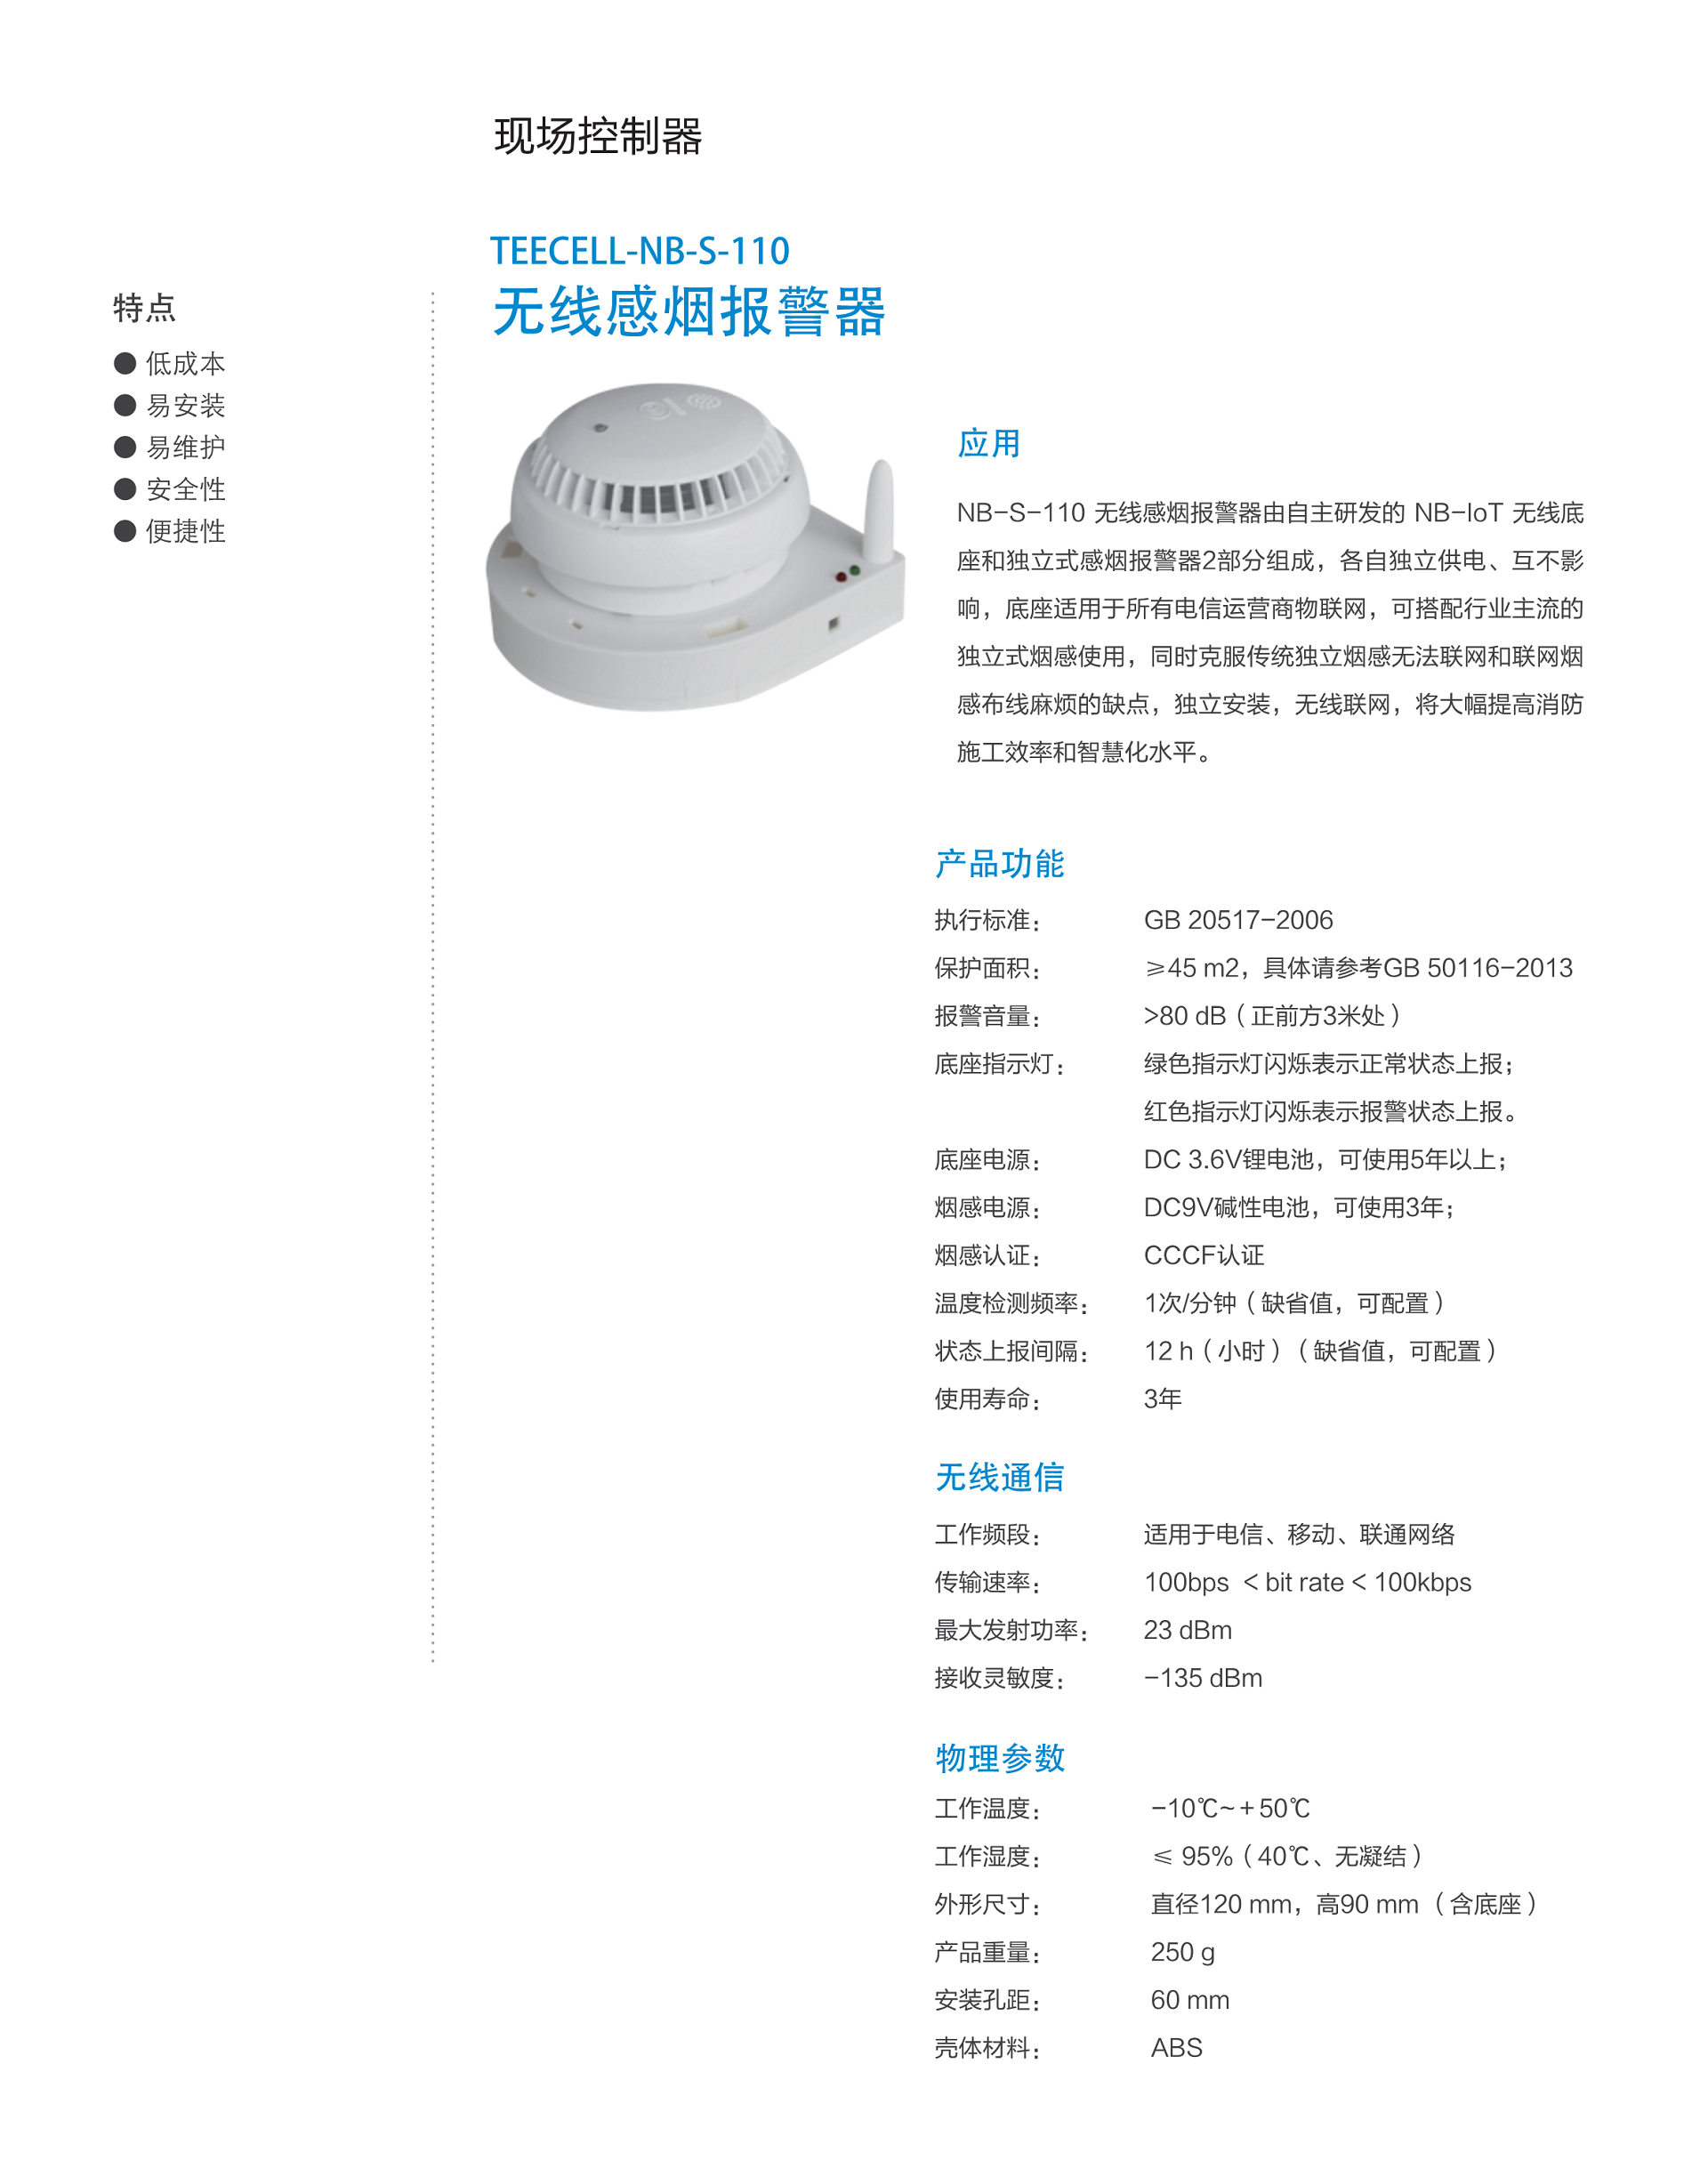 现场控制器
TEECELL-NB-S-110
无线感烟报警器
特点
● 低成本
● 易安装
● 易维护
● 安全性
● 便捷性
应用
NB-S-110 无线感烟报警器由自主研发的 NB-IoT 无线底
座和独立式感烟报警器2部分组成，各自独立供电、互不影
响，底座适用于所有电信运营商物联网，可搭配行业主流的
独立式烟感使用，同时克服传统独立烟感无法联网和联网烟
感布线麻烦的缺点，独立安装，无线联网，将大幅提高消防
施工效率和智慧化水平。
产品功能
执行标准： GB 20517-2006
保护面积： ≥45 m2，具体请参考GB 50116-2013
报警音量： >80 dB（正前方3米处）
底座指示灯： 绿色指示灯闪烁表示正常状态上报；
红色指示灯闪烁表示报警状态上报。
底座电源： DC 3.6V锂电池，可使用5年以上；
烟感电源： DC9V碱性电池，可使用3年；
烟感认证： CCCF认证
温度检测频率： 1次/分钟（缺省值，可配置）
状态上报间隔： 12 h（小时）（缺省值，可配置）
使用寿命： 3年
无线通信
工作频段： 适用于电信、移动、联通网络
传输速率： 100bps < bit rate < 100kbps
最大发射功率： 23 dBm
接收灵敏度： -135 dBm
物理参数
工作温度： -10℃~+50℃
工作湿度： ≤ 95%（40℃、无凝结）
外形尺寸： 直径120 mm，高90 mm （含底座）
产品重量： 250 g
安装孔距： 60 mm
壳体材料： ABS